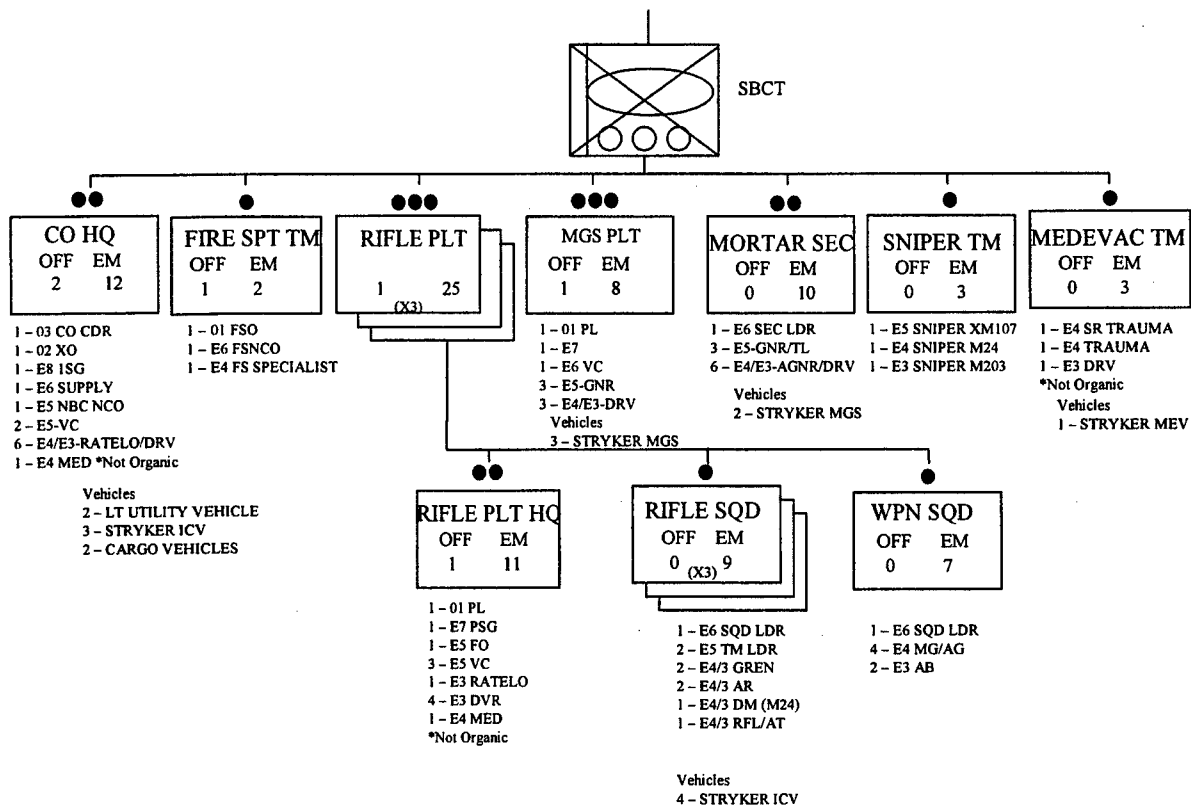 SBCT
CO HQ
OFF EM
2 12
1 – 03 CO CDR
1 – 02 XO
1 – E8 1SG
1 – E6 SUPPLY
1 – E5 NBC NCO
2 – E5-VC
6 – E4/E3-RATELO/DRV
1 – E4 MED *Not Organic
Vehicles
2 – LT UTILITY VEHICLE
3 – STRYKER ICV
2 – CARGO VEHICLES
FIRE SPT TM
OFF EM
1 2
1 – 01 FSO
1 – E6 FSNCO
1 – E4 FS SPECIALIST
RIFLE PLT
1 25
(X3)
MGS PLT
OFF EM
1 8
1 – 01 PL
1 – E7
1 – E6 VC
3 – E5-GNR
3 – E4/E3-DRV
Vehicles
3 – STRYKER MGS
MORTAR SEC
OFF EM
0 10
1 – E6 SEC LDR
3 – E5-GNR/TL
6 – E4/E3-AGNR/DRV
Vehicles
2 – STRYKER MGS
SNIPER TM
OFF EM
0 3
1 – E5 SNIPER XM107
1 – E4 SNIPER M24
1 – E3 SNIPER M203
MEDEVAC TM
OFF EM
0 3
1 – E4 SR TRAUMA
1 – E4 TRAUMA
1 – E3 DRV
*Not Organic
Vehicles
1 – STRYKER MEV
RIFLE PLT HQ
OFF EM
1 11
1 – 01 PL
1 – E7 PSG
1 – E5 FO
3 – E5 VC
1 – E3 RATELO
4 – E3 DVR
1 – E4 MED
*Not Organic
RIFLE SQD
OFF EM
0 9
(X3)
1 – E6 SQD LDR
2 – E5 TM LDR
2 – E4/3 GREN
2 – E4/3 AR
1 – E4/3 DM (M24)
1 – E4/3 RFL/AT
Vehicles
4 – STRYKER ICV
WPN SQD
OFF EM
0 7
1 – E6 SQD LDR
4 – E4 MG/AG
2 – E3 AB